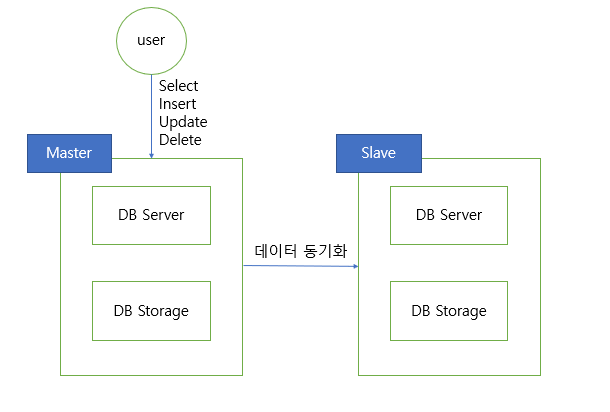 user
Select
Insert
Update
Delete
Master
Slave
DB Server
DB Server
데이터 동기화
DB Storage
DB Storage